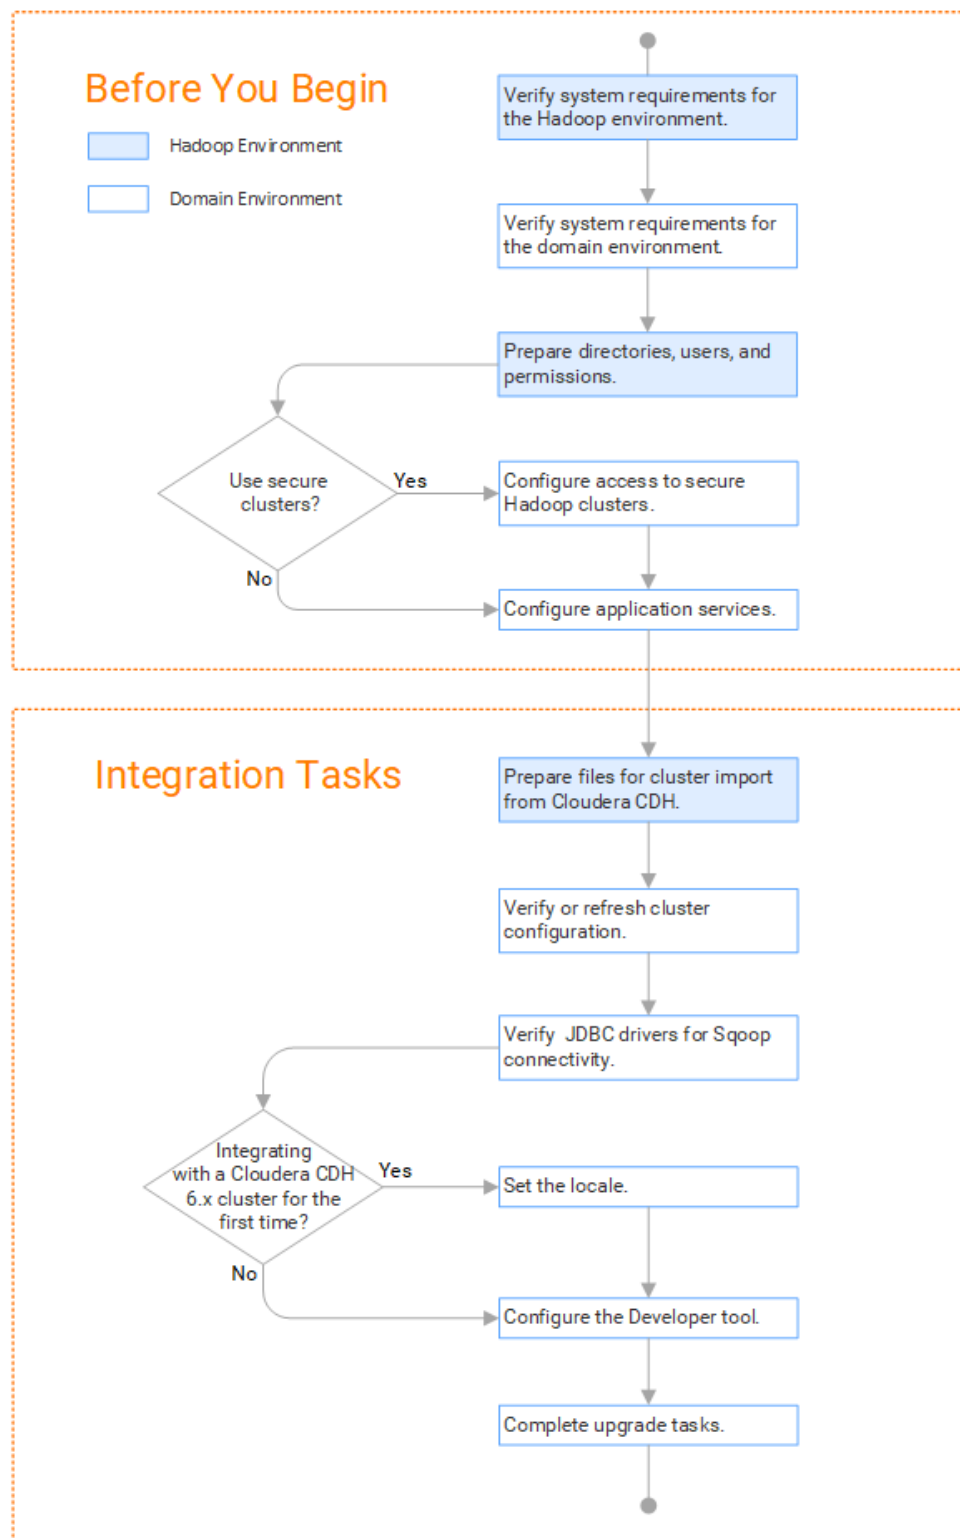 Before You Begin
Hadoop Environment
Domain Environment
Verify system requirements for
the Hadoop environment.
Verify system requirements for
the domain environment.
Prepare directories, users, and
permissions.
Use secure
clusters?
Yes
No
Configure access to secure
Hadoop clusters.
Configure application services.
Integration Tasks
Prepare files for cluster import
from Cloudera CDH.
Verify or refresh cluster
configuration.
Verify JDBC drivers for Sqoop
connectivity.
Integrating
with a Cloudera CDH
6.x cluster for the
first time?
Yes
No
Set the locale.
Configure the Developer tool.
Complete upgrade tasks.